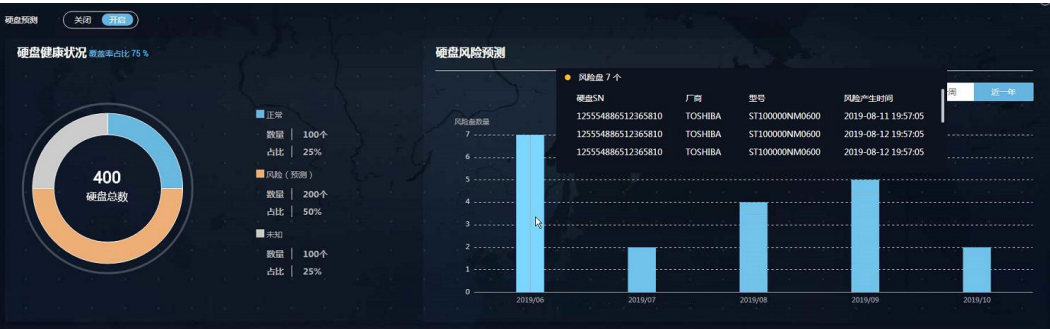 硬盘预测 关闭 开启
硬盘健康状况 覆盖率占比 75 %
400
硬盘总数
正常
数量 100个
占比 25%
风险（预测）
数量 200个
占比 50%
未知
数量 100个
占比 25%
硬盘风险预测
周 近一年
风险盘 7 个
硬盘SN 厂商 型号 风险产生时间
125554886512365810 TOSHIBA ST100000NM0600 2019-08-11 19:57:05
125554886512365810 TOSHIBA ST100000NM0600 2019-08-12 19:57:05
125554886512365810 TOSHIBA ST100000NM0600 2019-08-12 19:57:05
风险盘数量
7
6
5
4
3
2
1
0
2019/06 2019/07 2019/08 2019/09 2019/10